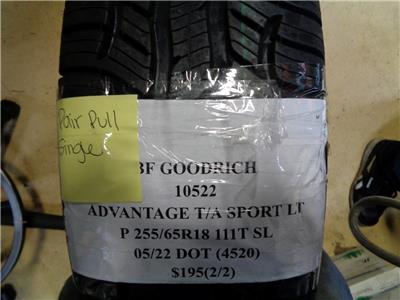 Pair Pull
Single
BF GOODRICH
10522
ADVANTAGE T/A SPORT LT
P 255/65R18 111T SL
05/22 DOT (4520)
$195(2/2)